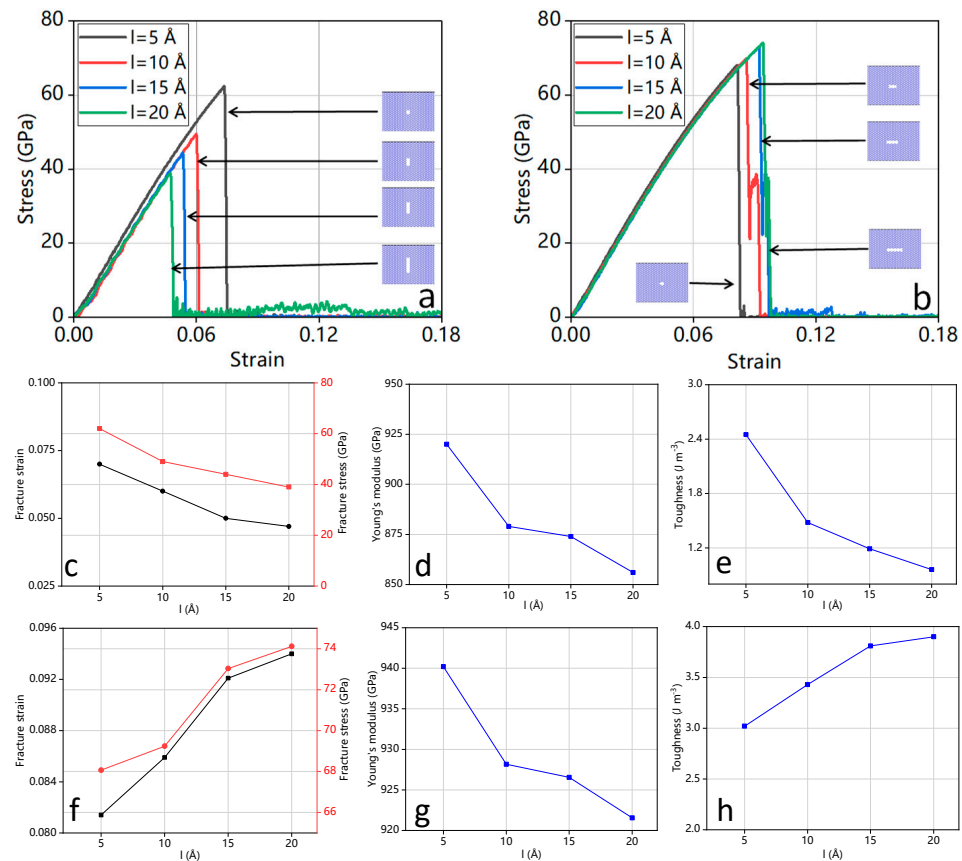 80
60
40
20
0
Stress (GPa)
l=5 Å
l=10 Å
l=15 Å
l=20 Å
a
0.00
0.06
0.12
0.18
Strain
80
60
40
20
0
Stress (GPa)
l=5 Å
l=10 Å
l=15 Å
l=20 Å
b
0.00
0.06
0.12
0.18
Strain
0.100
0.075
0.050
0.025
Fracture strain
80
60
40
20
0
Fracture stress (GPa)
c
5
10
15
20
l (Å)
950
925
900
875
850
Young's modulus (GPa)
d
5
10
15
20
l (Å)
3.0
2.4
1.8
1.2
Toughness (J m-3)
e
5
10
15
20
l (Å)
0.096
0.092
0.088
0.084
0.080
Fracture strain
74
72
70
68
66
Fracture stress (GPa)
f
5
10
15
20
l (Å)
945
940
935
930
925
920
Young's modulus (GPa)
g
5
10
15
20
l (Å)
4.0
3.5
3.0
2.5
2.0
Toughness (J m-3)
h
5
10
15
20
l (Å)